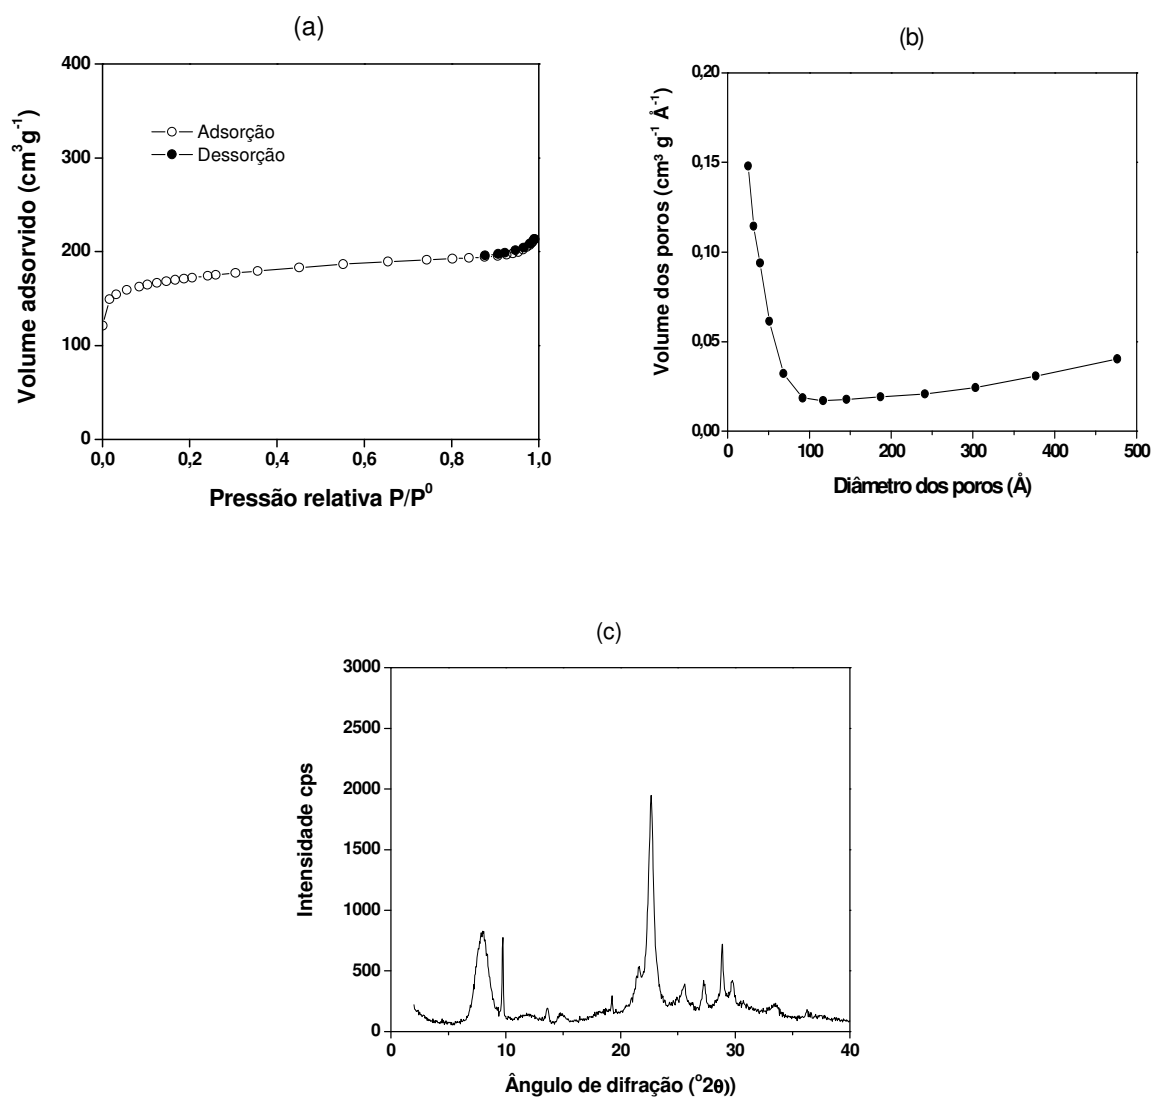 (a)
400
300
200
100
0
0,0 0,2 0,4 0,6 0,8 1,0
Volume adsorvido (cm³g⁻¹)
Adsorção
Dessorção
Pressão relativa P/P⁰
(b)
0,20
0,15
0,10
0,05
0,00
0 100 200 300 400 500
Volume dos poros (cm³ g⁻¹ Å⁻¹)
Diâmetro dos poros (Å)
(c)
3000
2500
2000
1500
1000
500
0
0 10 20 30 40
Intensidade cps
Ângulo de difração (º2θ))